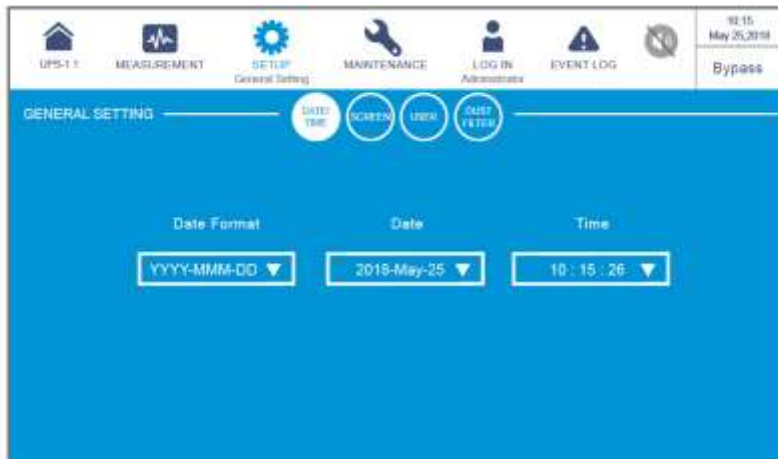 10:15
May 25,2018
UPS-1.1
MEASUREMENT
SETUP
General Setting
MAINTENANCE
LOG IN
Administrator
EVENT LOG
Bypass
GENERAL SETTING
DATE/
TIME
SCREEN
USER
DUST
FILTER
Date Format
Date
Time
YYYY-MMM-DD
2018-May-25
10 : 15 : 26